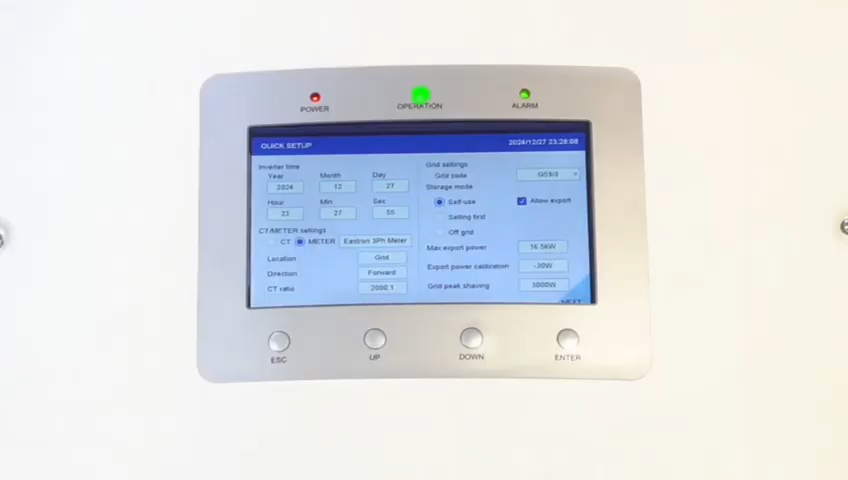 POWER OPERATION ALARM
QUICK SETUP 2024/12/27 23:28:08
Inverter time
Year Month Day
2024 12 27
Hour Min Sec
23 27 55
CT/METER settings
CT METER Eastron 3Ph Meter
Location Grid
Direction Forward
CT ratio 2000:1
Grid settings
Grid code
Storage mode
Self-use Allow export
Selling first
Off grid
Max export power 16.5kW
Export power calibration -30W
Grid peak shaving 3000W
NEXT
ESC UP DOWN ENTER